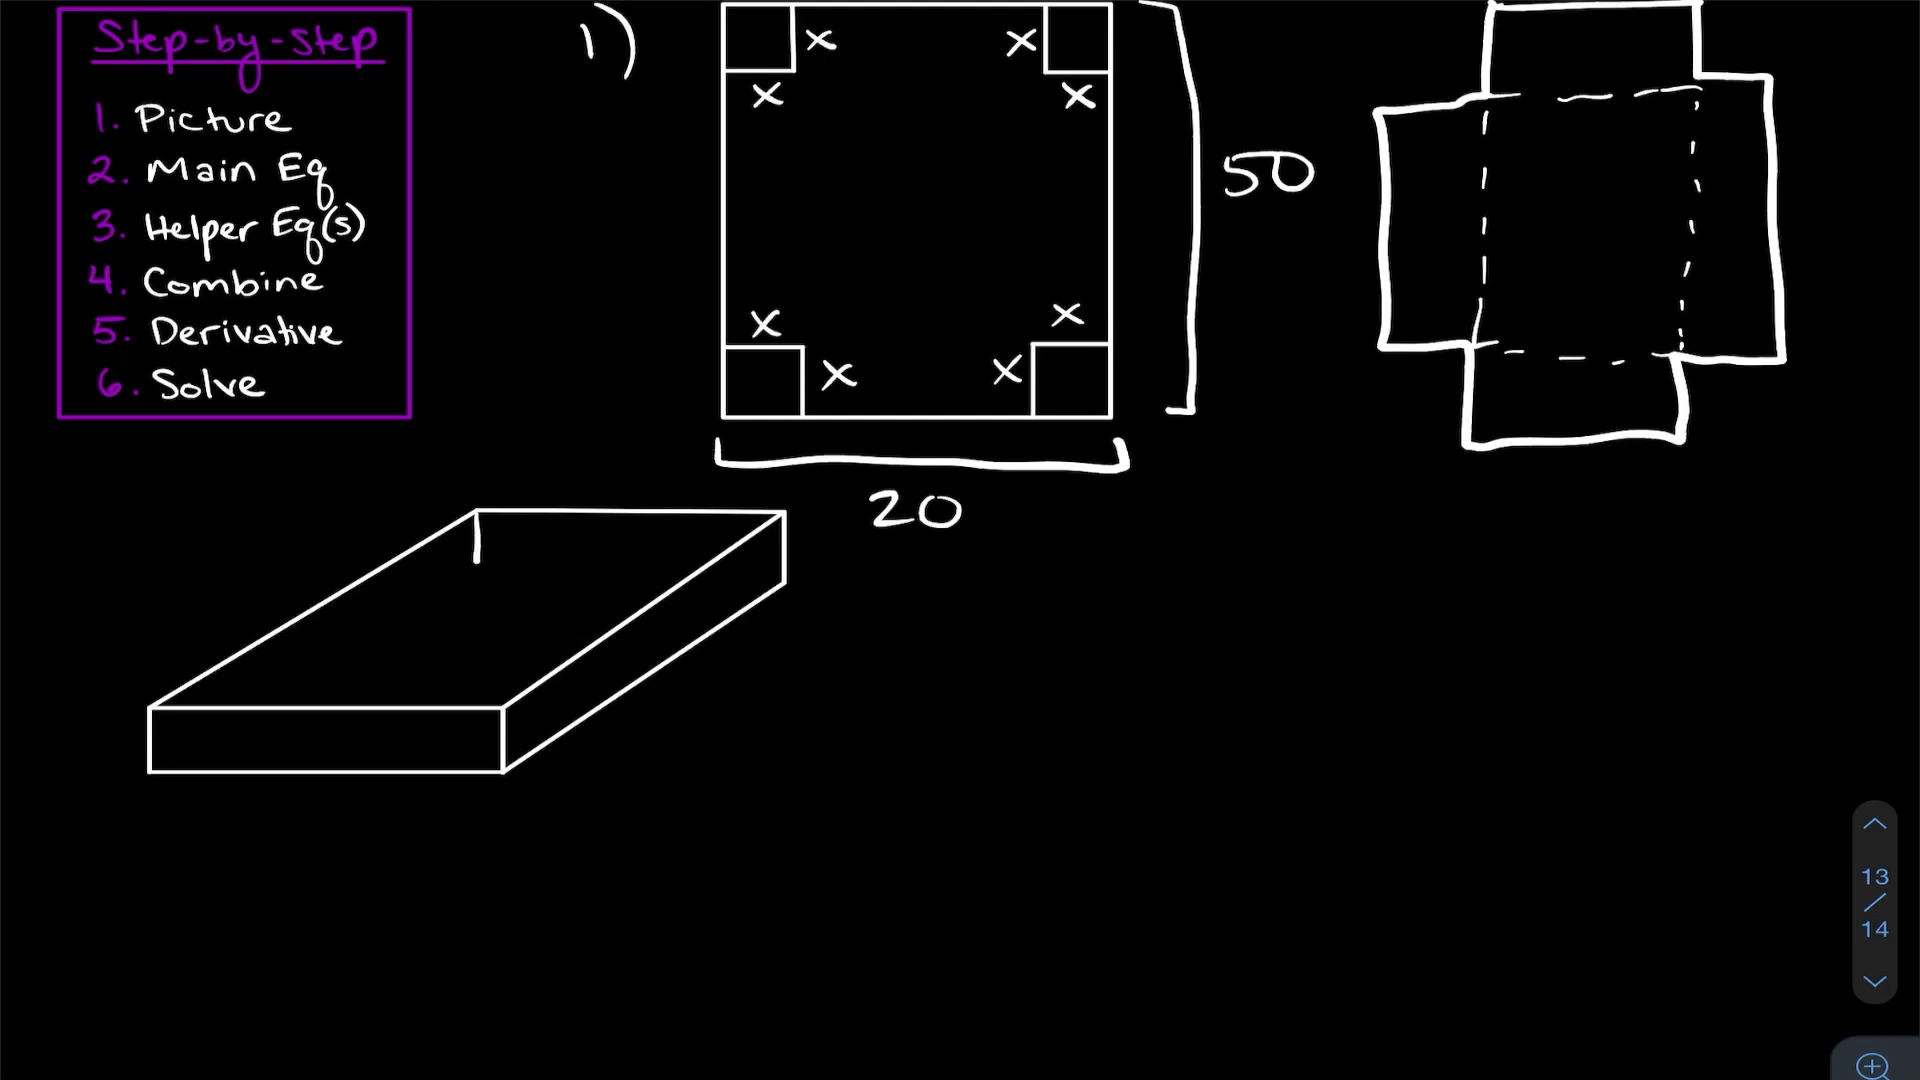 Step-by-step
1. Picture
2. Main Eq
3. Helper Eq(s)
4. Combine
5. Derivative
6. Solve
1)
x x
x x
50
x x
x x
20
13
/
14